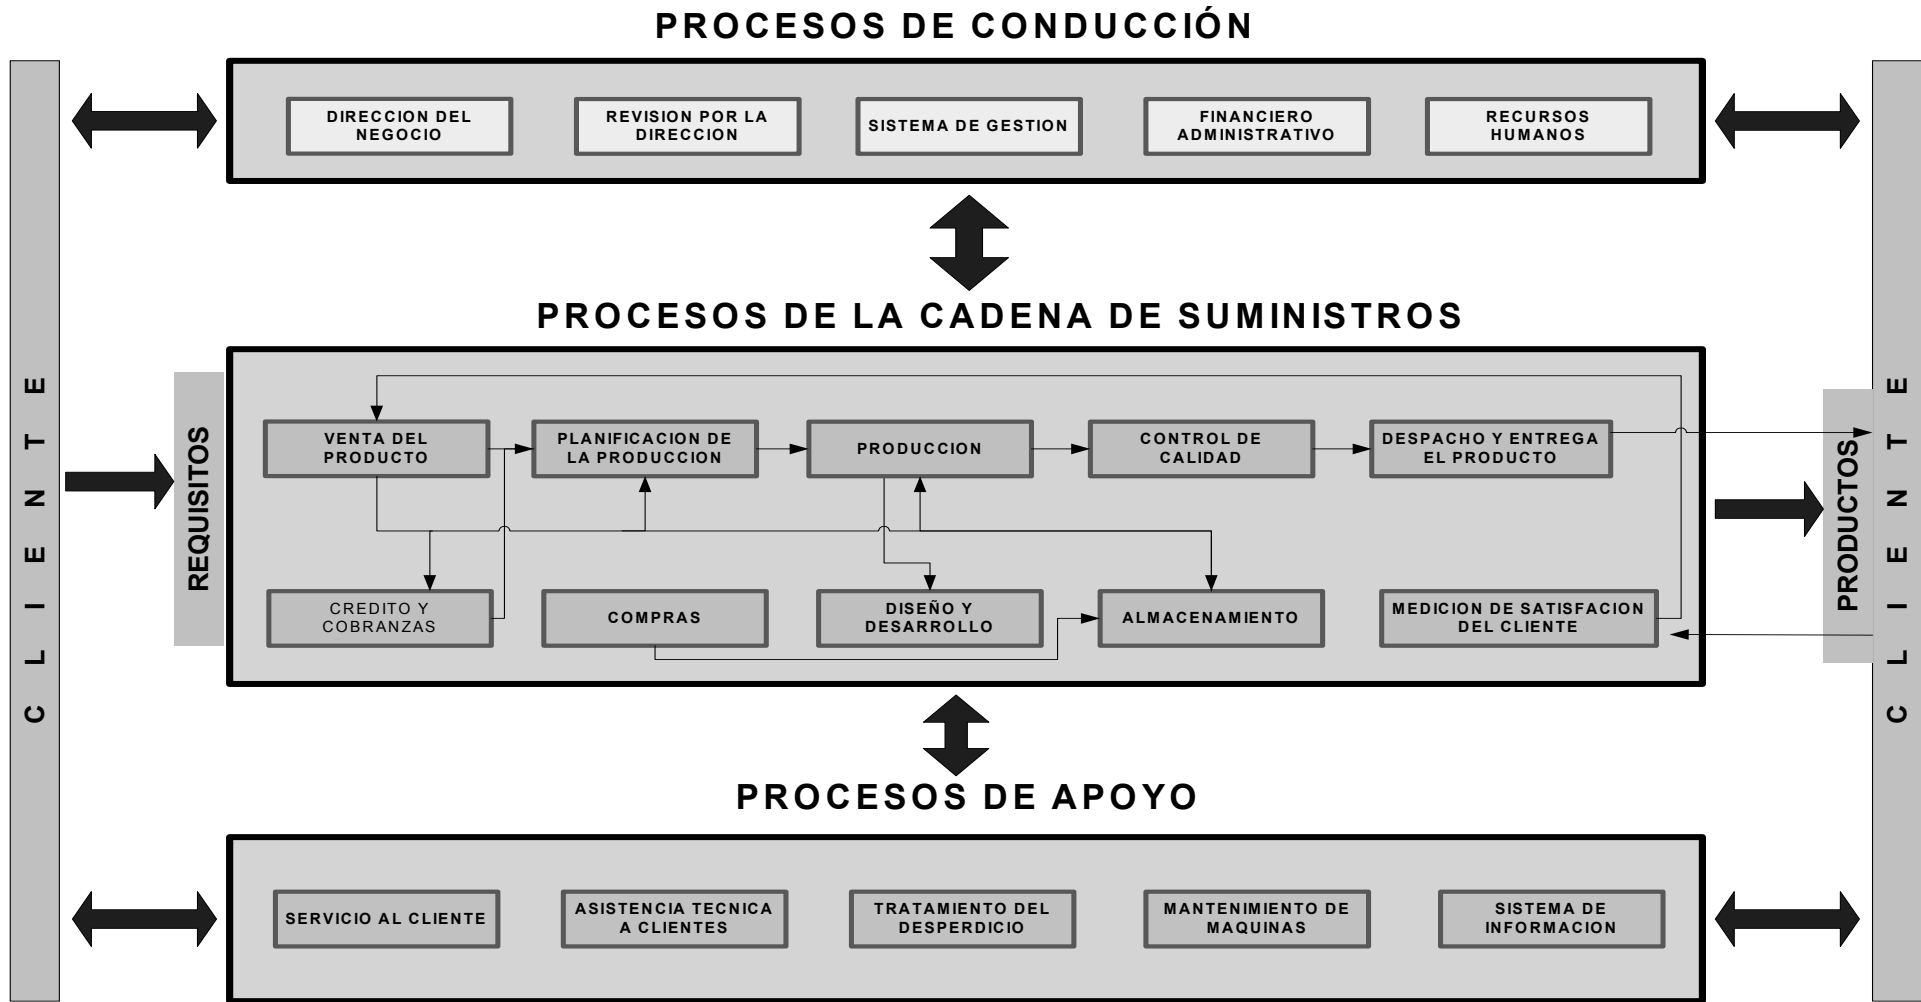 PROCESOS DE CONDUCCIÓN
DIRECCION DEL
NEGOCIO
REVISION POR LA
DIRECCION
SISTEMA DE GESTION
FINANCIERO
ADMINISTRATIVO
RECURSOS
HUMANOS
CLIENTE
PROCESOS DE LA CADENA DE SUMINISTROS
REQUISITOS
VENTA DEL
PRODUCTO
PLANIFICACION DE
LA PRODUCCION
PRODUCCION
CONTROL DE
CALIDAD
DESPACHO Y ENTREGA
EL PRODUCTO
CREDITO Y
COBRANZAS
COMPRAS
DISEÑO Y
DESARROLLO
ALMACENAMIENTO
MEDICION DE SATISFACION
DEL CLIENTE
PRODUCTOS
CLIENTE
PROCESOS DE APOYO
SERVICIO AL CLIENTE
ASISTENCIA TECNICA
A CLIENTES
TRATAMIENTO DEL
DESPERDICIO
MANTENIMIENTO DE
MAQUINAS
SISTEMA DE
INFORMACION